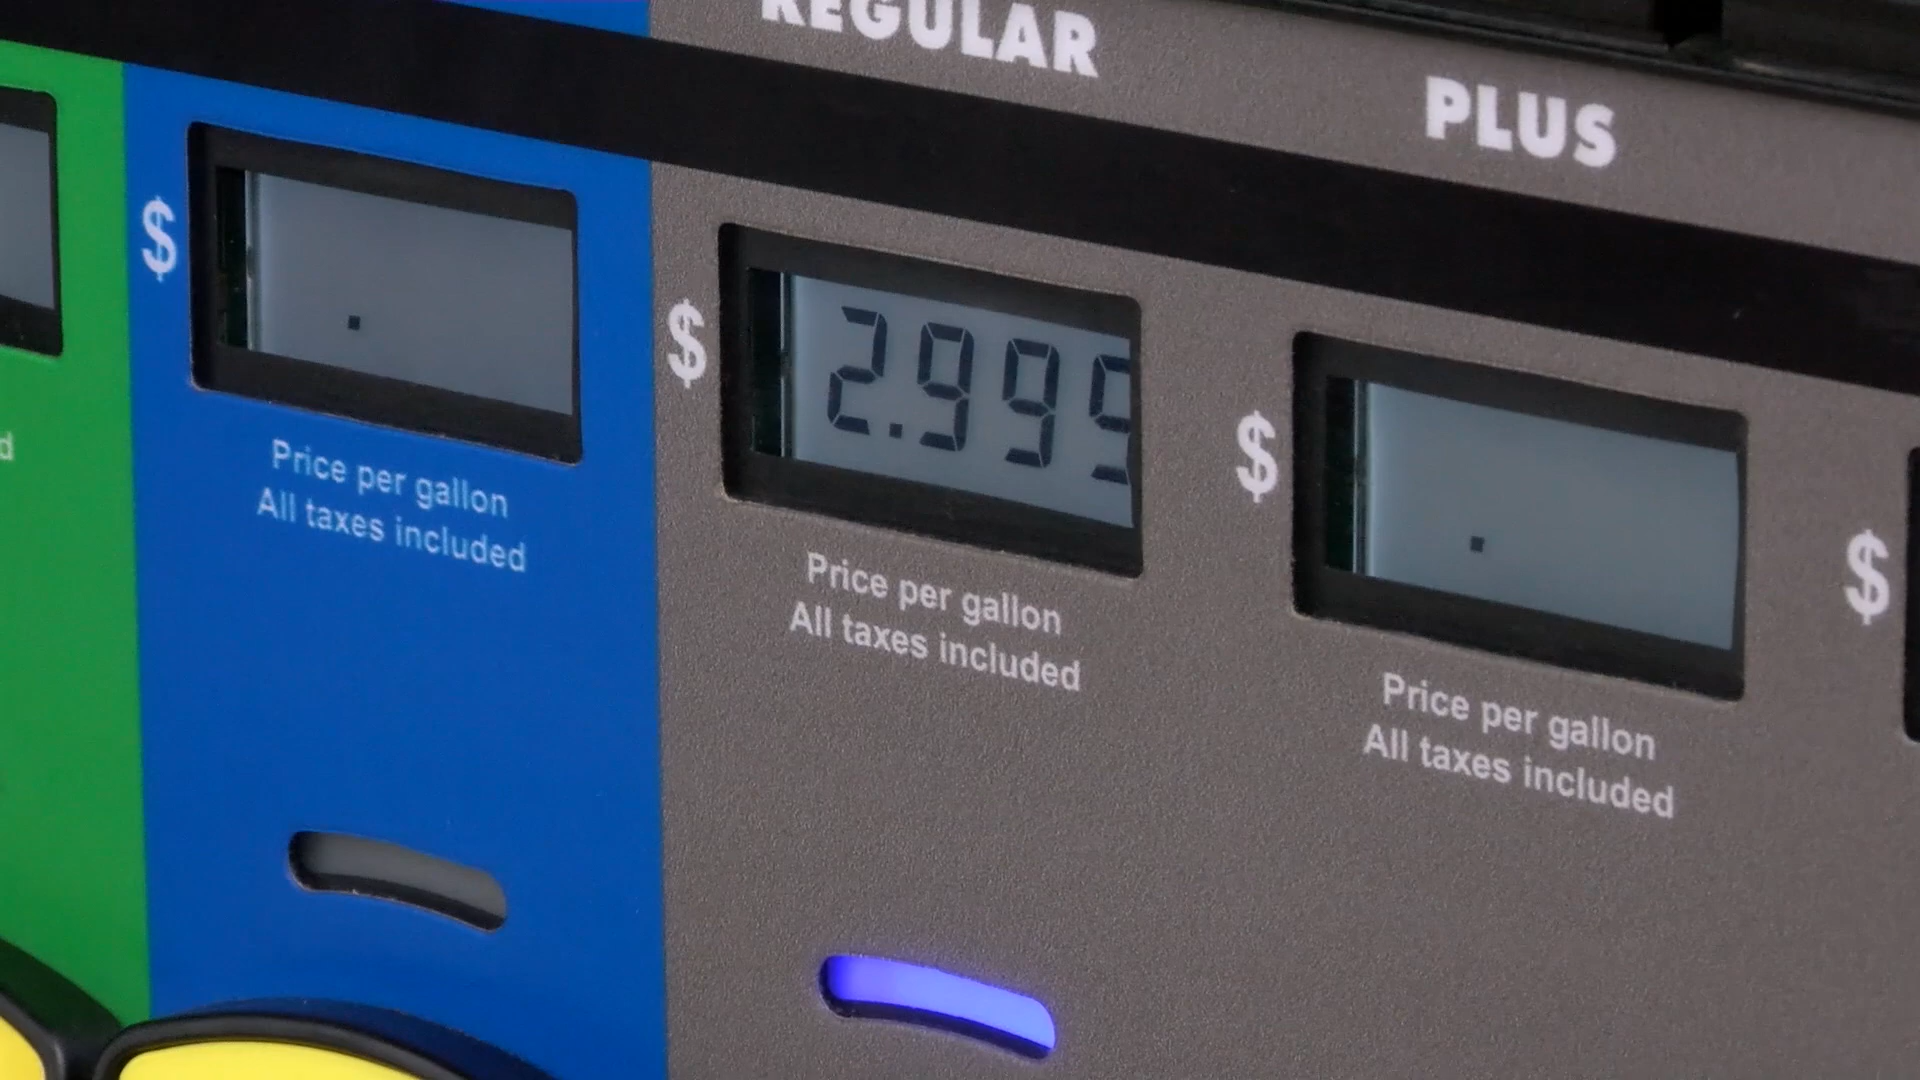 REGULAR
PLUS
$
$ 2.999
$
$
d
Price per gallon
All taxes included
Price per gallon
All taxes included
Price per gallon
All taxes included